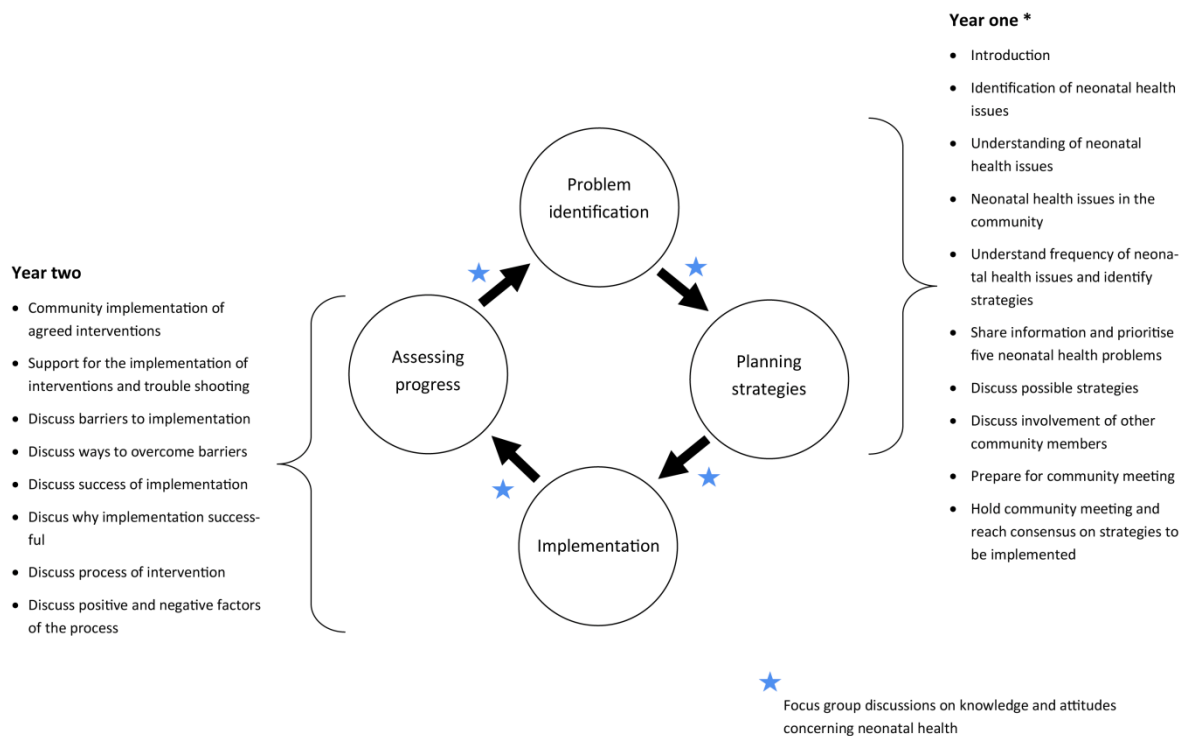 Year one *
• Introduction
• Identification of neonatal health
issues
• Understanding of neonatal
health issues
• Neonatal health issues in the
community
• Understand frequency of neona-
tal health issues and identify
strategies
• Share information and prioritise
five neonatal health problems
• Discuss possible strategies
• Discuss involvement of other
community members
• Prepare for community meeting
• Hold community meeting and
reach consensus on strategies to
be implemented
Problem
identification
Planning
strategies
Implementation
Assessing
progress
Year two
• Community implementation of
agreed interventions
• Support for the implementation of
interventions and trouble shooting
• Discuss barriers to implementation
• Discuss ways to overcome barriers
• Discuss success of implementation
• Discus why implementation success-
ful
• Discuss process of intervention
• Discuss positive and negative factors
of the process
Focus group discussions on knowledge and attitudes
concerning neonatal health